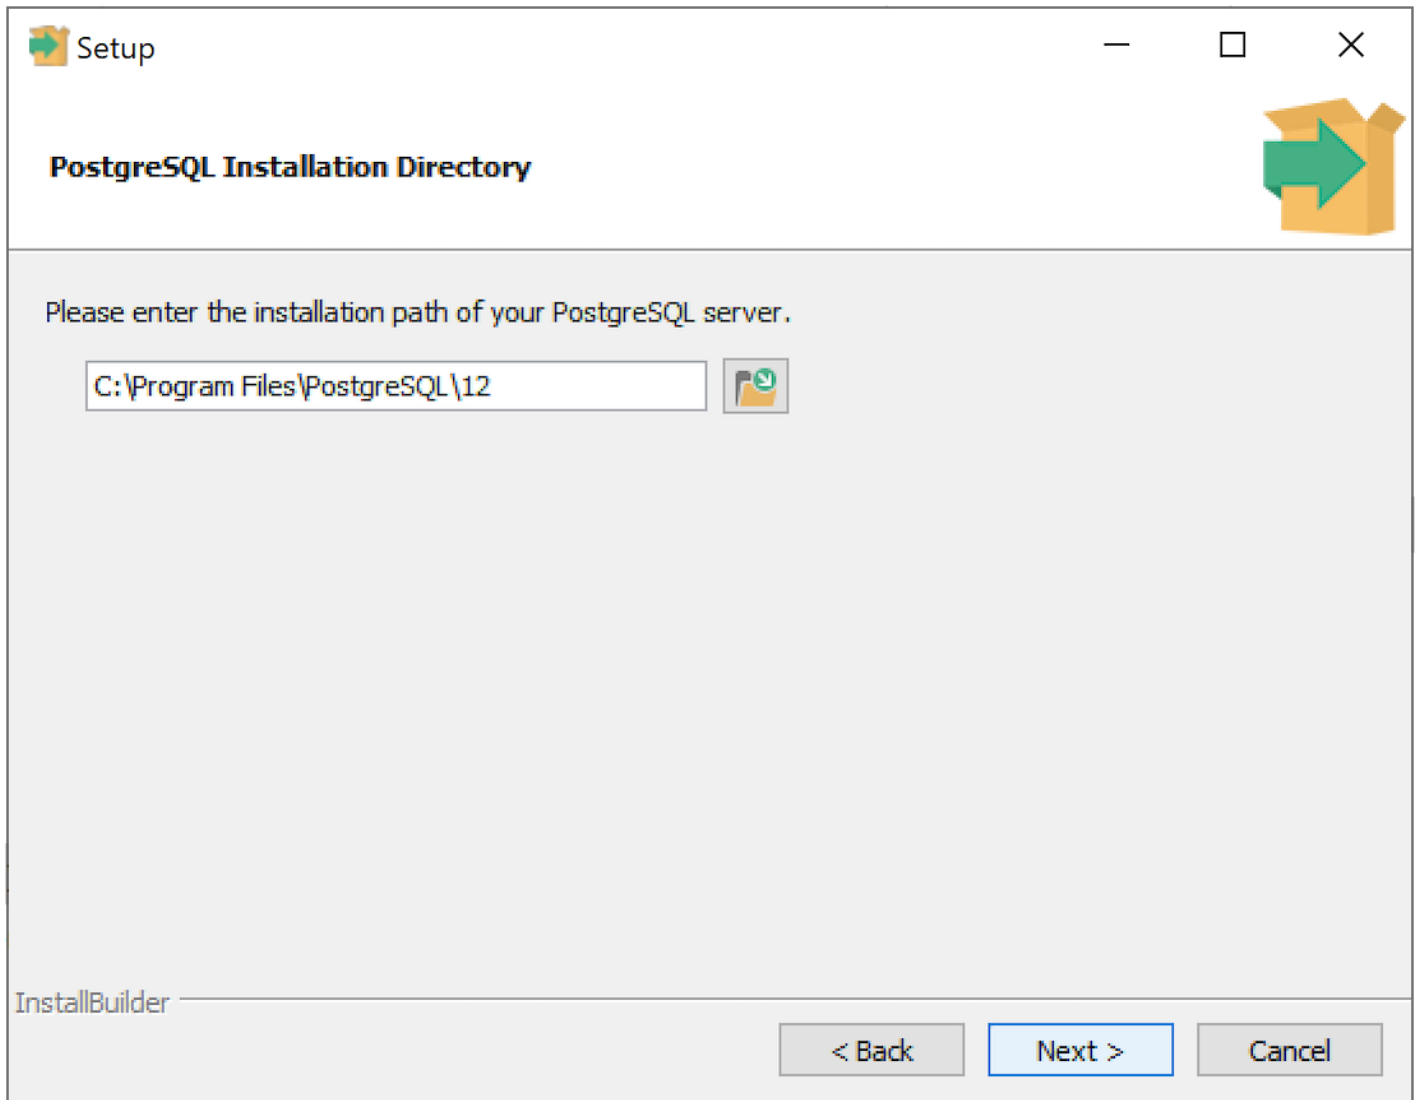 Setup
PostgreSQL Installation Directory
Please enter the installation path of your PostgreSQL server.
C:\Program Files\PostgreSQL\12
InstallBuilder
< Back
Next >
Cancel